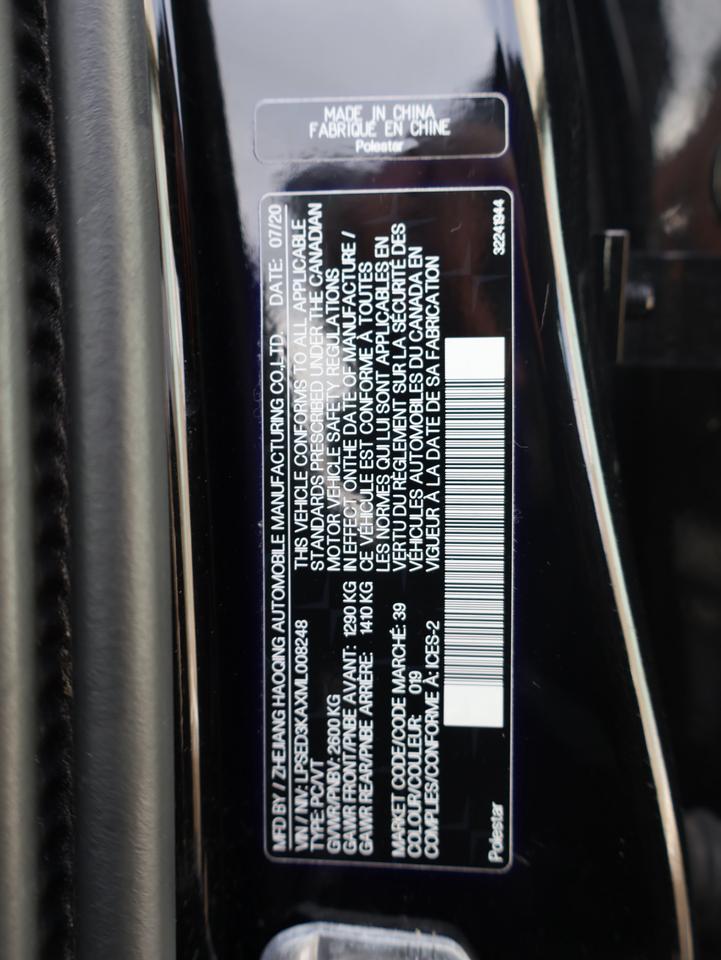 MADE IN CHINA
FABRIQUÉ EN CHINE
Polestar
MFD BY / ZHEJIANG HAOQING AUTOMOBILE MANUFACTURING CO.,LTD. DATE: 07/20
VIN / NIV: LPSED3KAXML008248
TYPE: PC/VT
GVWR/PNBV: 2600 KG
GAWR FRONT/PNBE AVANT: 1290 KG
GAWR REAR/PNBE ARRIÈRE: 1410 KG
MARKET CODE/CODE MARCHÉ: 39
COLOUR/COULEUR: 019
COMPLIES/CONFORME À: ICES-2
THIS VEHICLE CONFORMS TO ALL APPLICABLE
STANDARDS PRESCRIBED UNDER THE CANADIAN
MOTOR VEHICLE SAFETY REGULATIONS
IN EFFECT ON THE DATE OF MANUFACTURE /
CE VÉHICULE EST CONFORME À TOUTES
LES NORMES QUI LUI SONT APPLICABLES EN
VERTU DU RÈGLEMENT SUR LA SÉCURITÉ DES
VÉHICULES AUTOMOBILES DU CANADA EN
VIGUEUR À LA DATE DE SA FABRICATION
Polestar
32241944